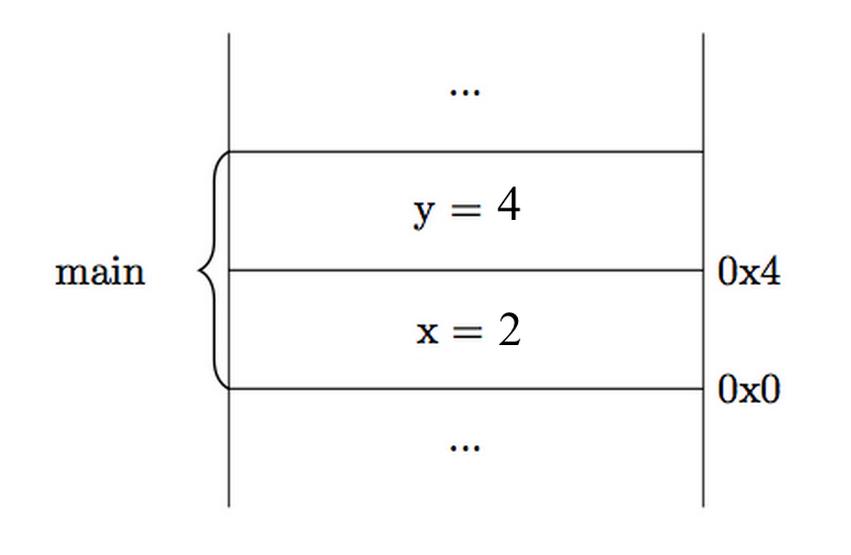 ...
y = 4
main
0x4
x = 2
0x0
...